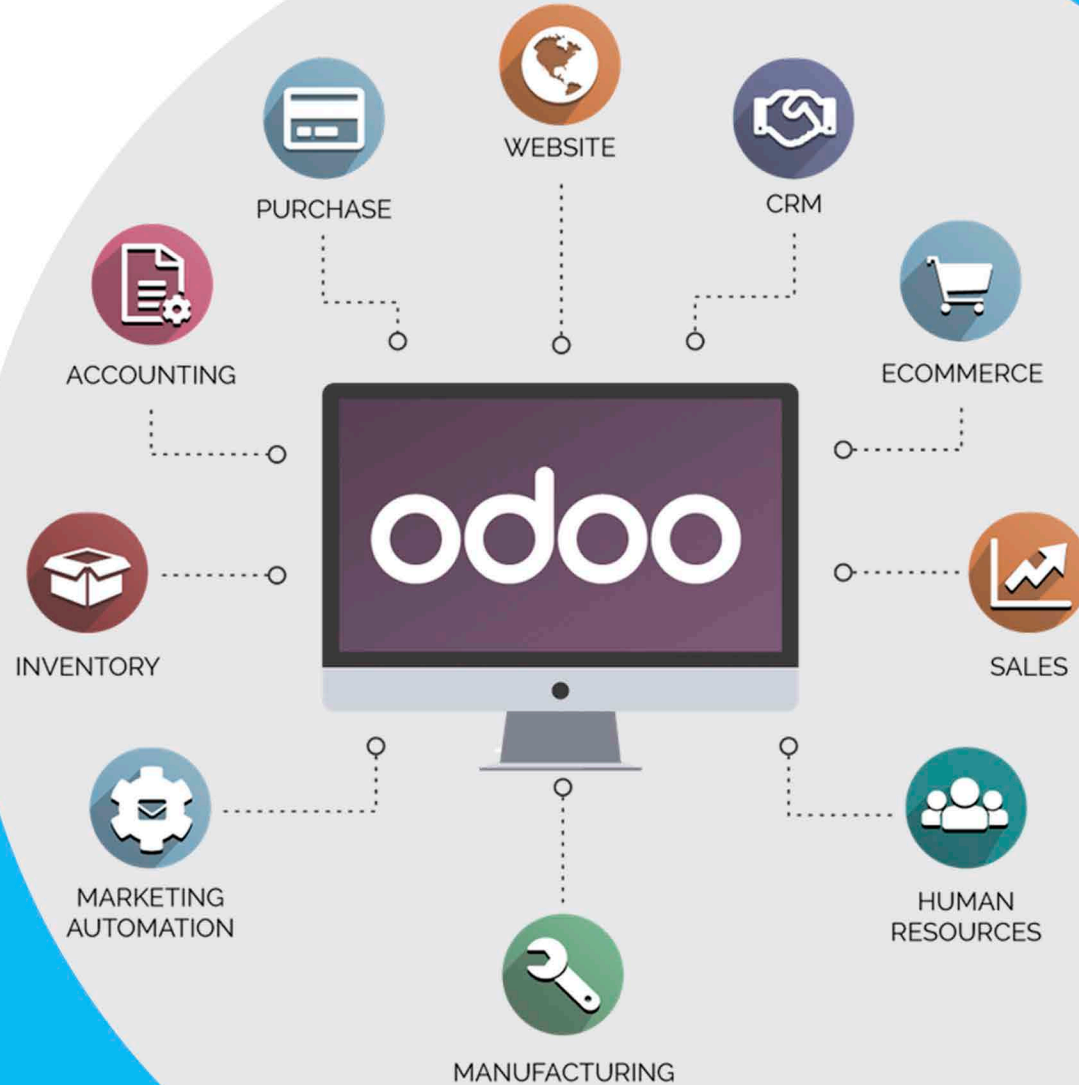 WEBSITE
PURCHASE
CRM
ACCOUNTING
ECOMMERCE
odoo
INVENTORY
SALES
MARKETING
AUTOMATION
HUMAN
RESOURCES
MANUFACTURING